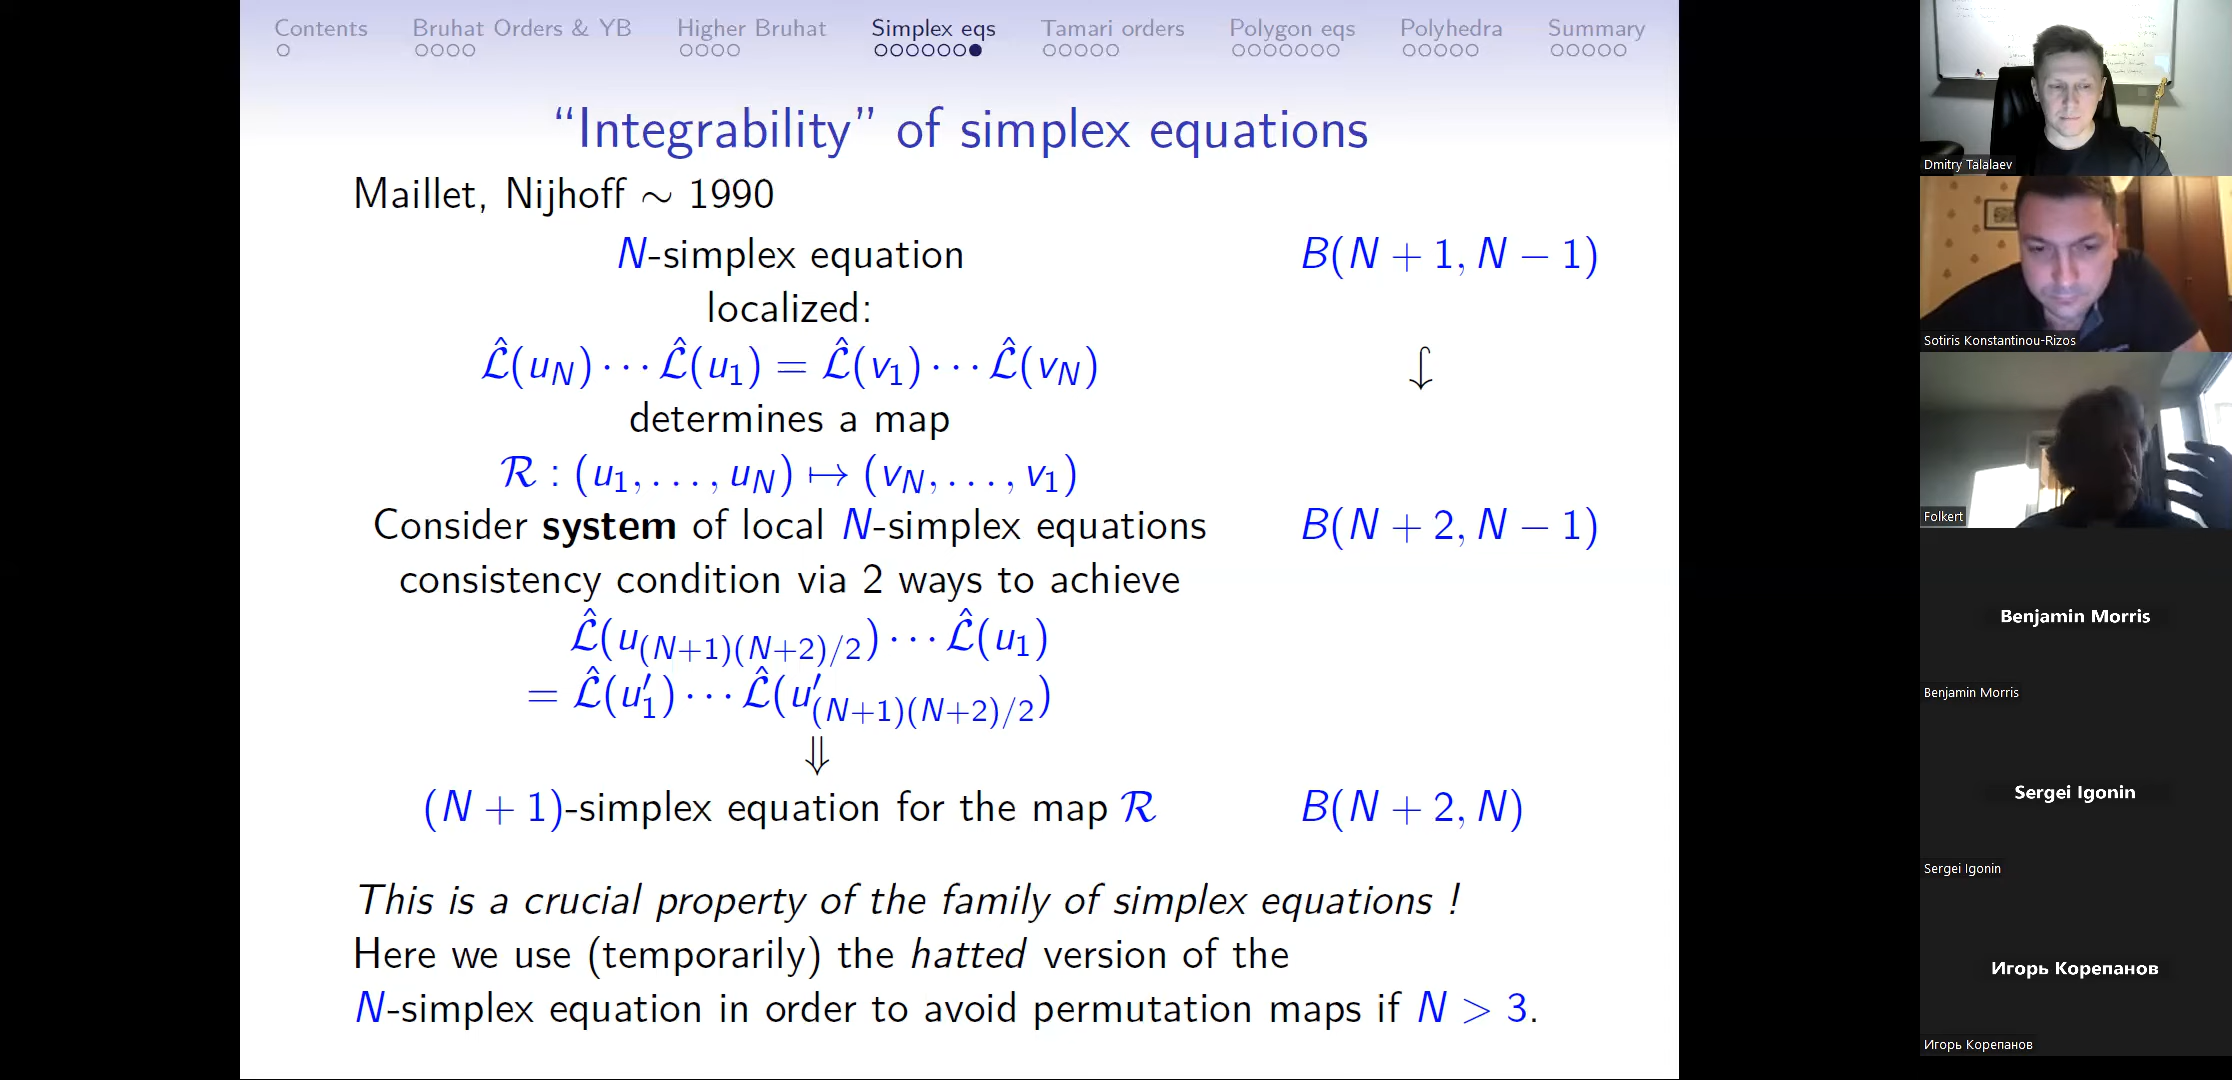 Contents Bruhat Orders & YB Higher Bruhat Simplex eqs Tamari orders Polygon eqs Polyhedra Summary
“Integrability” of simplex equations
Maillet, Nijhoff ∼ 1990
N-simplex equation B(N + 1, N − 1)
localized:
ℒ̂(u_N) ⋯ ℒ̂(u_1) = ℒ̂(v_1) ⋯ ℒ̂(v_N)
determines a map
ℛ : (u_1, . . . , u_N) ↦ (v_N, . . . , v_1)
Consider system of local N-simplex equations B(N + 2, N − 1)
consistency condition via 2 ways to achieve
ℒ̂(u_{(N+1)(N+2)/2}) ⋯ ℒ̂(u_1)
= ℒ̂(u′_1) ⋯ ℒ̂(u′_{(N+1)(N+2)/2})
⇓
(N + 1)-simplex equation for the map ℛ B(N + 2, N)
This is a crucial property of the family of simplex equations !
Here we use (temporarily) the hatted version of the
N-simplex equation in order to avoid permutation maps if N > 3.
Dmitry Talalaev
Sotiris Konstantinou-Rizos
Folkert
Benjamin Morris
Benjamin Morris
Sergei Igonin
Sergei Igonin
Игорь Корепанов
Игорь Корепанов